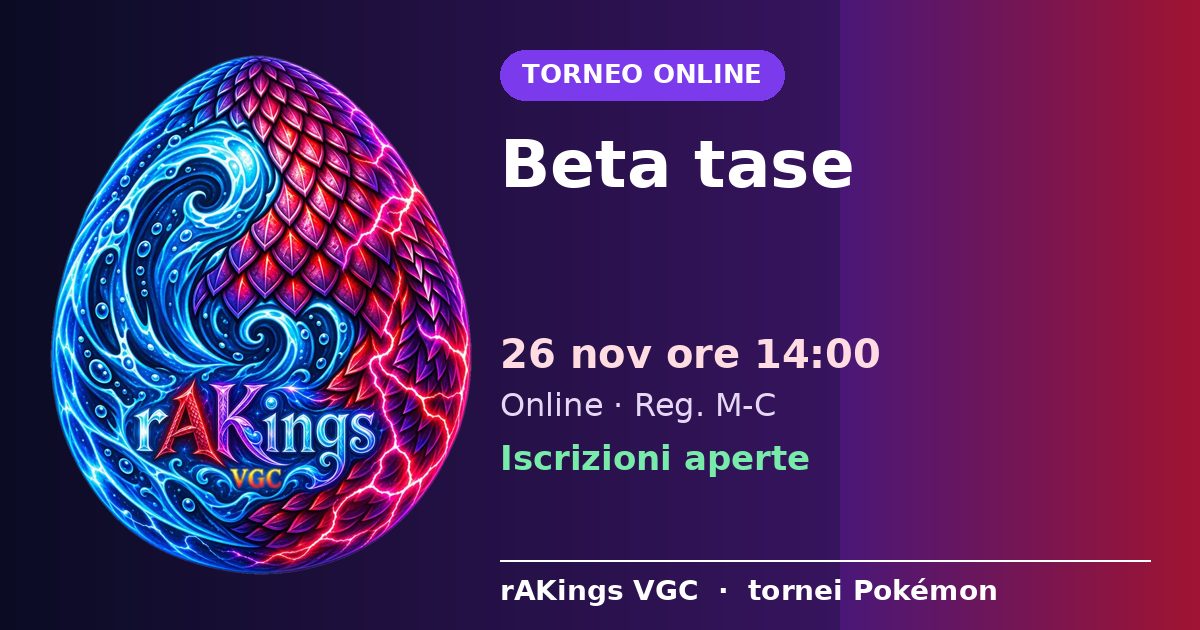 TORNEO ONLINE
Beta tase
26 nov ore 14:00
Online · Reg. M-C
Iscrizioni aperte
rAKings
VGC
rAKings VGC · tornei Pokémon